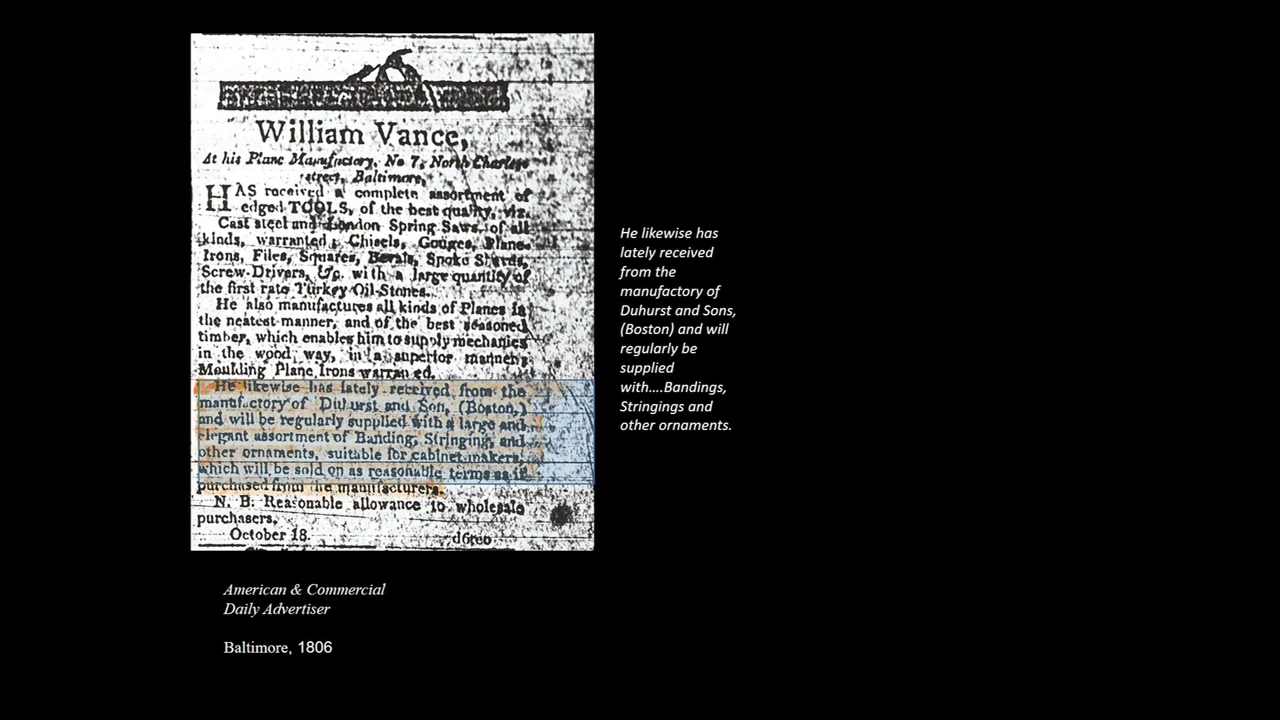 William Vance,
At his Plane Manufactory, No 7, North Charles
street, Baltimore,
HAS received a complete assortment of
edged TOOLS, of the best quality, viz.
Cast steel and London Spring Saws, of all
kinds, warranted; Chisels, Gouges, Plane-
Irons, Files, Squares, Bevals, Spoke Shaves,
Screw-Drivers, &c. with a large quantity of
the first rate Turkey Oil-Stones.
He also manufactures all kinds of Planes in
the neatest manner, and of the best seasoned
timber, which enables him to supply mechanics
in the wood way, in a superior manner;
Moulding Plane Irons warran ed.
He likewise has lately received from the
manufactory of Duhurst and Son, (Boston,)
and will be regularly supplied with a large and
elegant assortment of Banding, Stringing, and
other ornaments, suitable for cabinet-makers,
which will be sold on as reasonable terms as if
purchased from the manufacturers.
N. B. Reasonable allowance to wholesale
purchasers.
October 18. d6teo
He likewise has
lately received
from the
manufactory of
Duhurst and Sons,
(Boston) and will
regularly be
supplied
with....Bandings,
Stringings and
other ornaments.
American & Commercial
Daily Advertiser
Baltimore, 1806